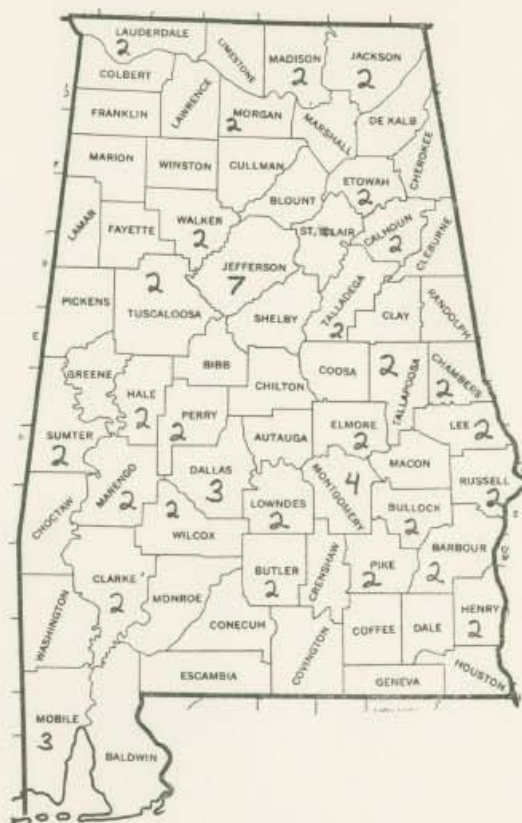 LAUDERDALE
2
LIMESTONE
MADISON
2
JACKSON
2
COLBERT
LAWRENCE
FRANKLIN
MORGAN
2
MARSHALL
DE KALB
CHEROKEE
MARION
WINSTON
CULLMAN
BLOUNT
ETOWAH
2
LAMAR
FAYETTE
WALKER
2
JEFFERSON
7
ST. CLAIR
CALHOUN
2
CLEBURNE
PICKENS
2
TUSCALOOSA
SHELBY
TALLADEGA
2
CLAY
RANDOLPH
GREENE
HALE
2
BIBB
PERRY
2
CHILTON
COOSA
2
TALLAPOOSA
CHAMBERS
2
SUMTER
2
MARENGO
2
DALLAS
3
AUTAUGA
ELMORE
2
MONTGOMERY
4
MACON
LEE 2
RUSSELL
2
CHOCTAW
2
WILCOX
LOWNDES
2
BULLOCK
2
BARBOUR
2
CLARKE
2
MONROE
BUTLER
2
CRENSHAW
PIKE
2
HENRY
2
WASHINGTON
CONECUH
COVINGTON
COFFEE
DALE
HOUSTON
ESCAMBIA
GENEVA
MOBILE
3
BALDWIN